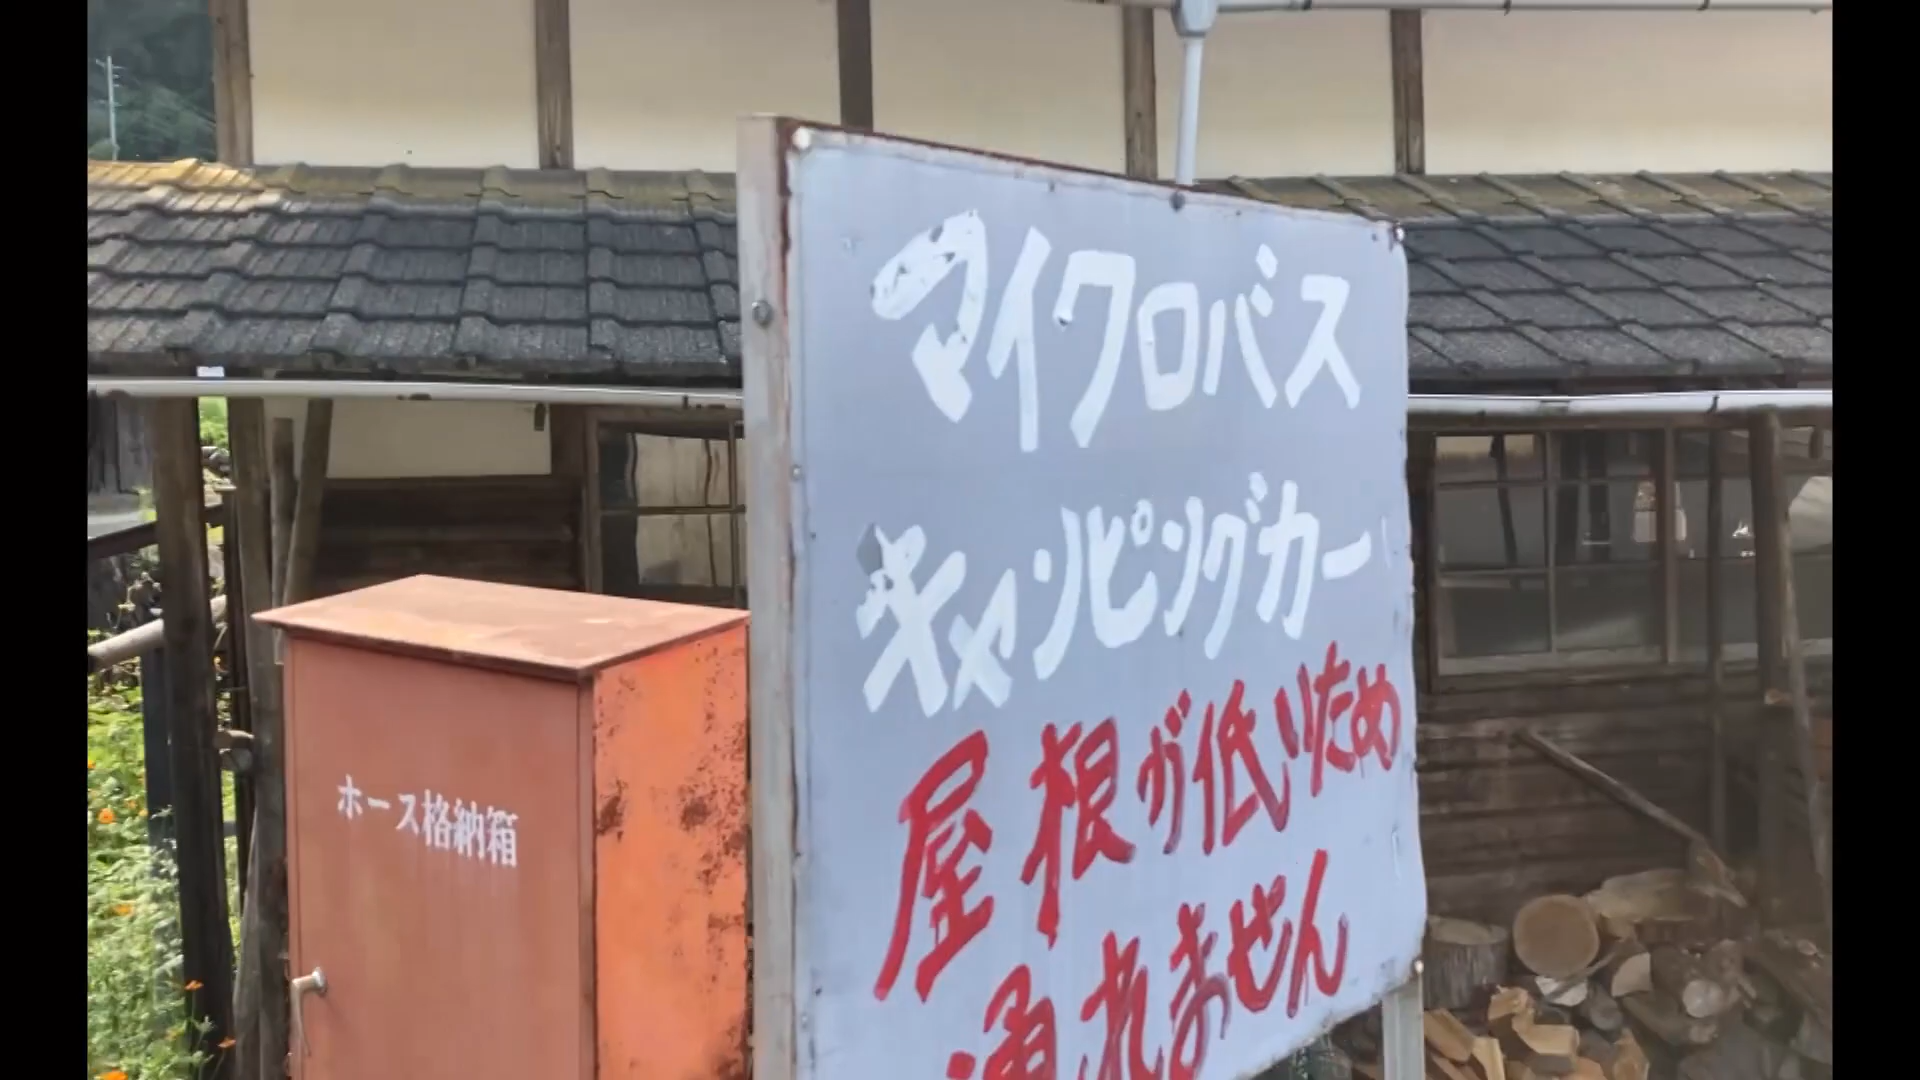 マイクロバス
キャンピングカー
屋根が低いため
通れません
ホース格納箱